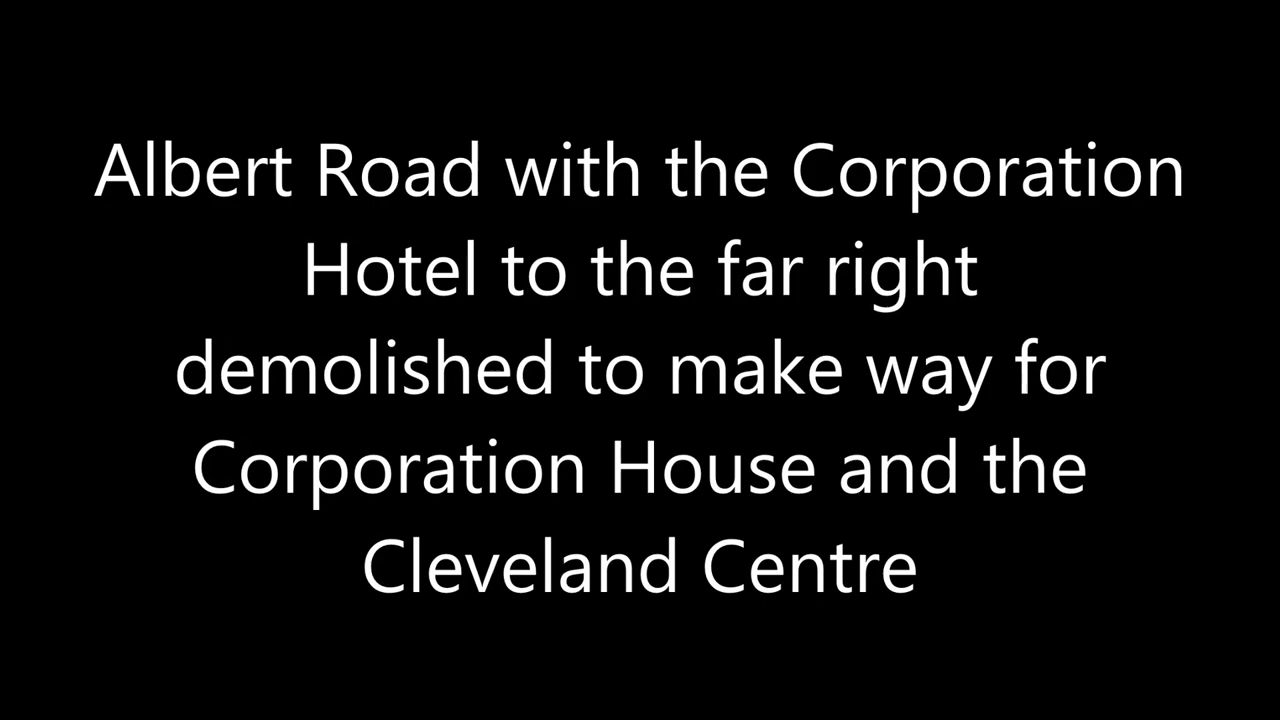 Albert Road with the Corporation
Hotel to the far right
demolished to make way for
Corporation House and the
Cleveland Centre